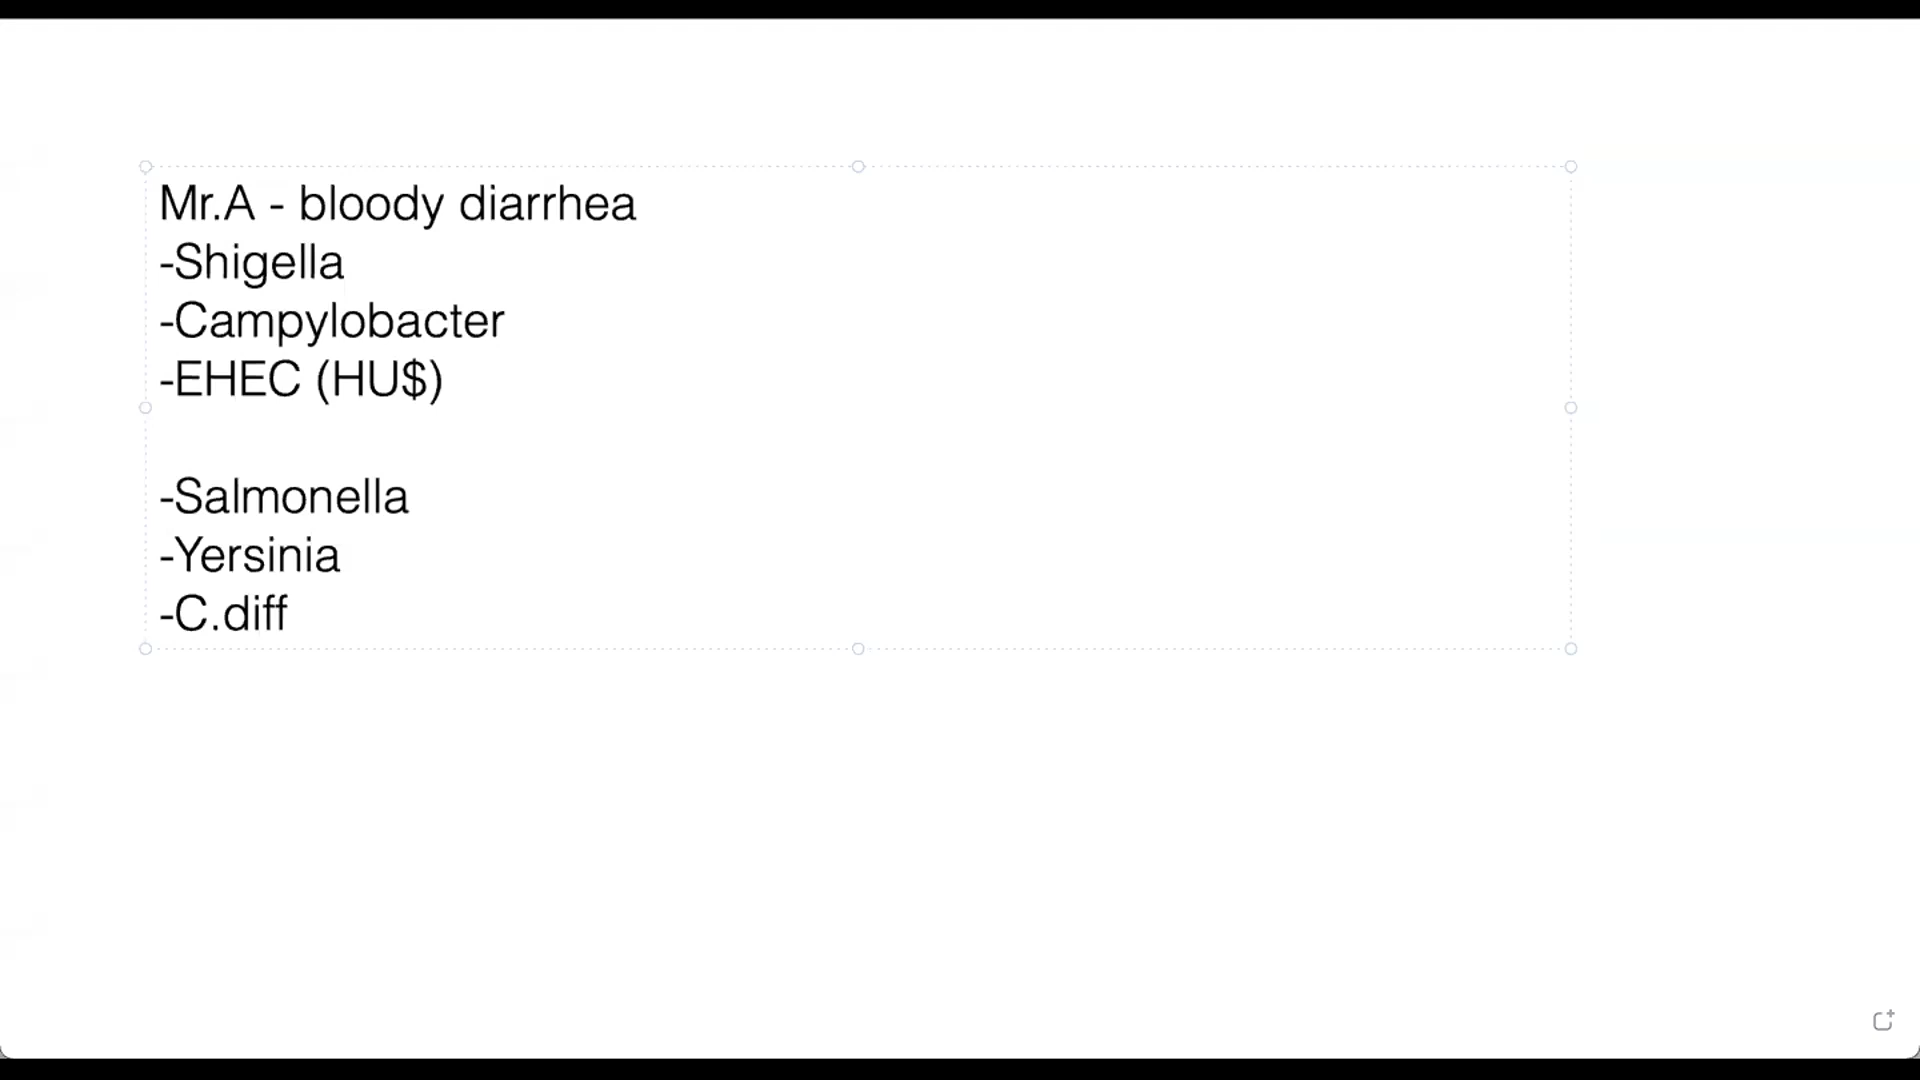 Mr.A - bloody diarrhea
-Shigella
-Campylobacter
-EHEC (HU$)
-Salmonella
-Yersinia
-C.diff